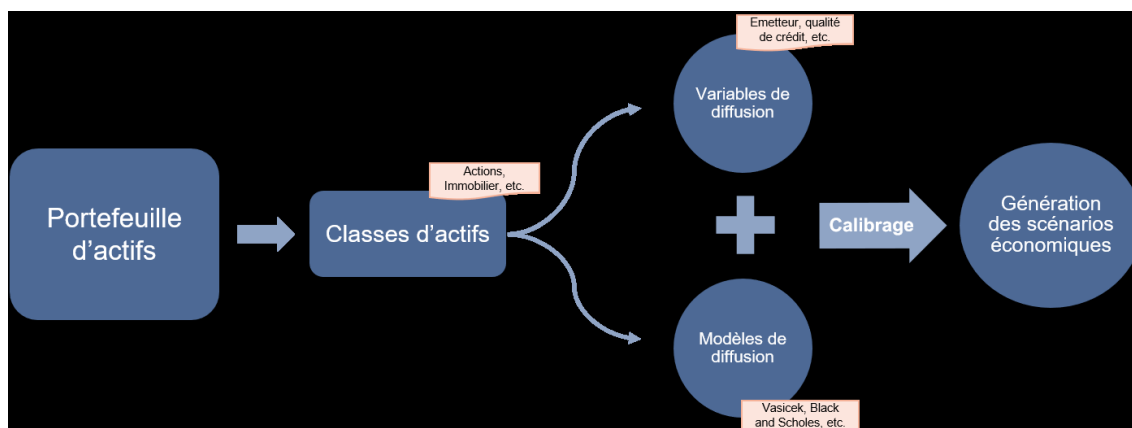 Emetteur, qualité
de crédit, etc.
Variables de
diffusion
Actions,
Immobilier, etc.
Portefeuille
d'actifs
Classes d'actifs
Calibrage
Génération
des scénarios
économiques
Modèles de
diffusion
Vasicek, Black
and Scholes, etc.